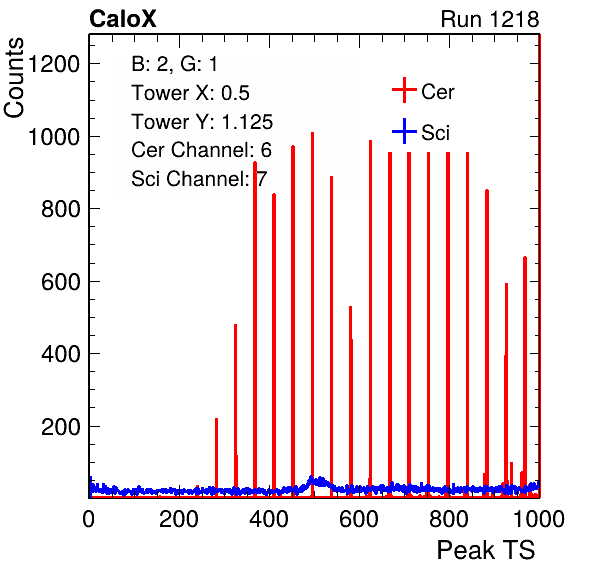 CaloX Run 1218
Counts
B: 2, G: 1
Tower X: 0.5
Tower Y: 1.125
Cer Channel: 6
Sci Channel: 7
Cer
Sci
1200
1000
800
600
400
200
0 200 400 600 800 1000
Peak TS